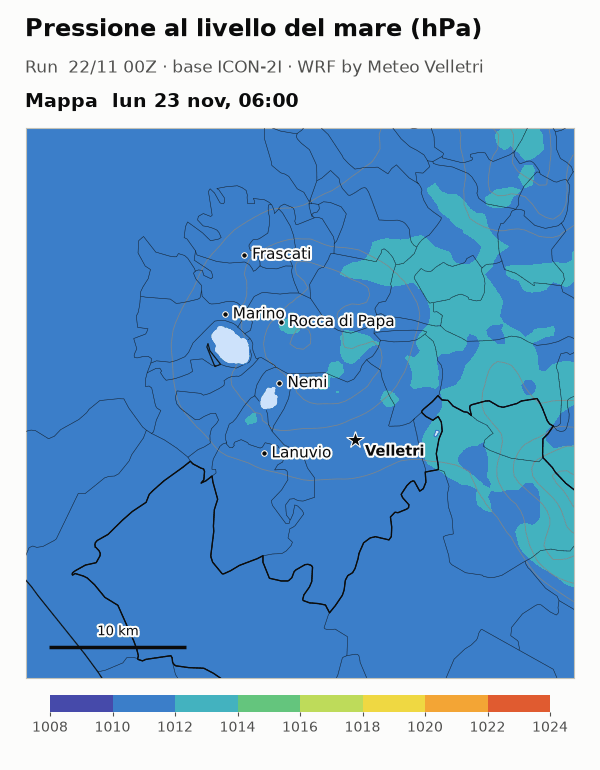 Pressione al livello del mare (hPa)
Run  22/11 00Z · base ICON-2I · WRF by Meteo Velletri
Mappa  lun 23 nov, 06:00
Frascati
Marino
Rocca di Papa
Nemi
Velletri
Lanuvio
10 km
1008 1010 1012 1014 1016 1018 1020 1022 1024